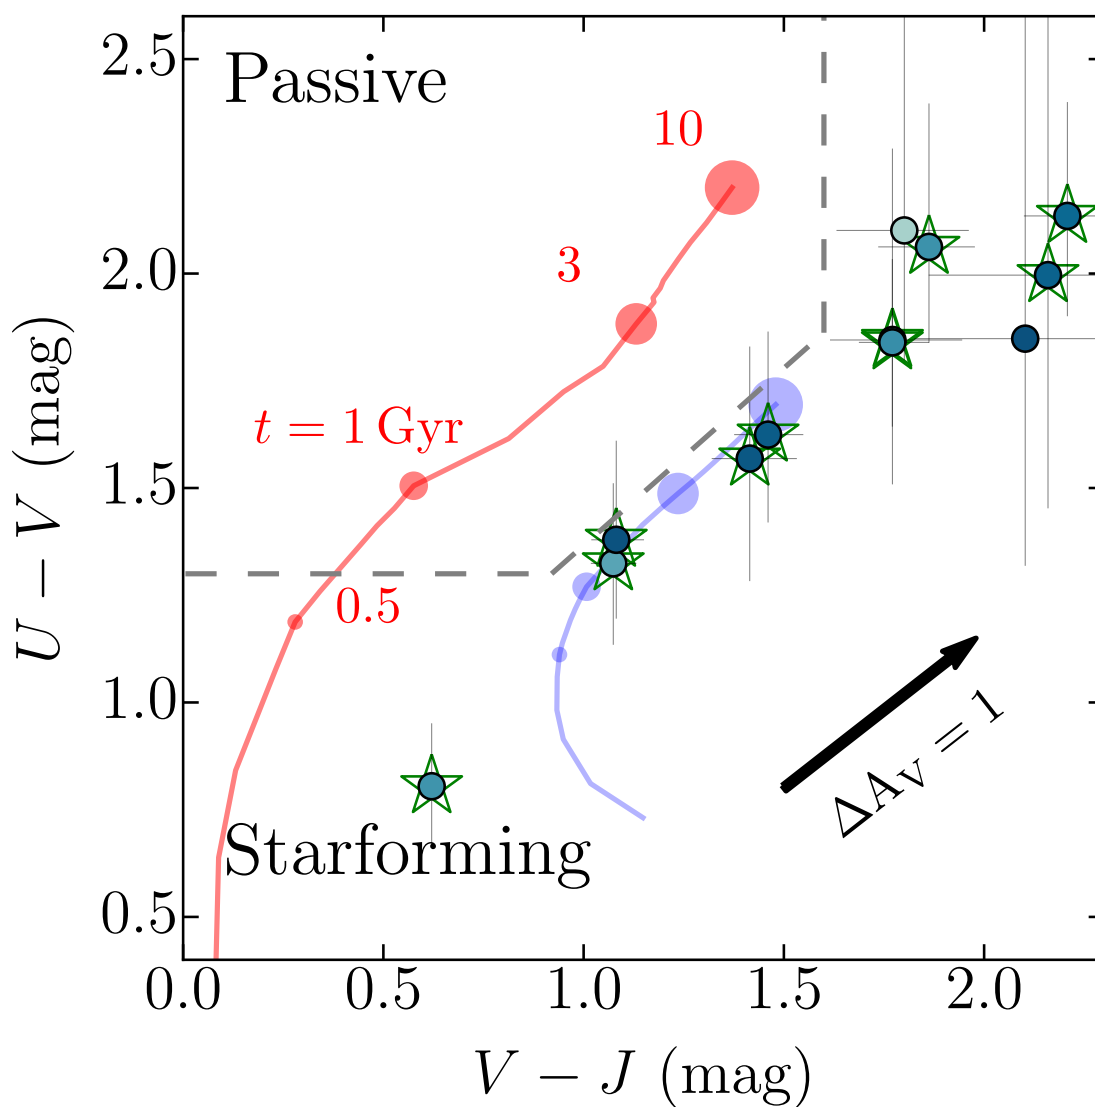 2.5
Passive
10
3
2.0
t = 1 Gyr
1.5
0.5
1.0
ΔA_V = 1
Starforming
0.5
0.0 0.5 1.0 1.5 2.0
V − J (mag)
U − V (mag)